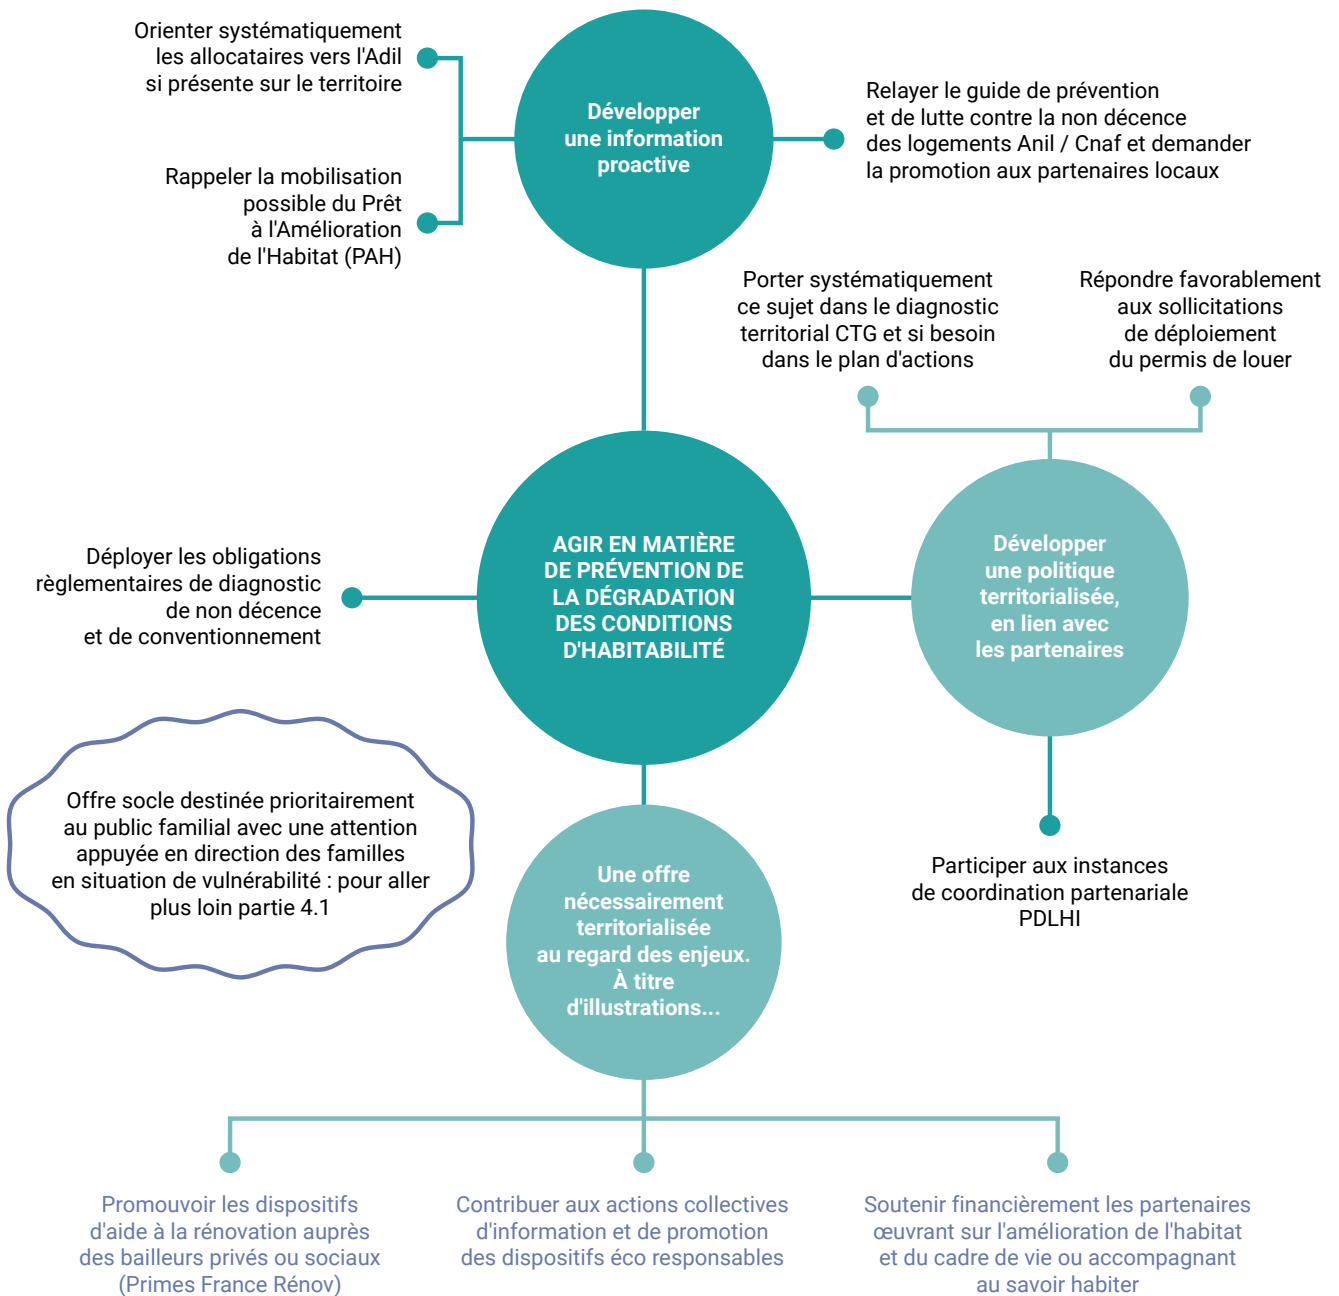 Orienter systématiquement
les allocataires vers l'Adil
si présente sur le territoire
Rappeler la mobilisation
possible du Prêt
à l'Amélioration
de l'Habitat (PAH)
Développer
une information
proactive
Relayer le guide de prévention
et de lutte contre la non décence
des logements Anil / Cnaf et demander
la promotion aux partenaires locaux
Porter systématiquement
ce sujet dans le diagnostic
territorial CTG et si besoin
dans le plan d'actions
Répondre favorablement
aux sollicitations
de déploiement
du permis de louer
Déployer les obligations
règlementaires de diagnostic
de non décence
et de conventionnement
AGIR EN MATIÈRE
DE PRÉVENTION DE
LA DÉGRADATION
DES CONDITIONS
D'HABITABILITÉ
Développer
une politique
territorialisée,
en lien avec
les partenaires
Offre socle destinée prioritairement
au public familial avec une attention
appuyée en direction des familles
en situation de vulnérabilité : pour aller
plus loin partie 4.1
Une offre
nécessairement
territorialisée
au regard des enjeux.
À titre
d'illustrations...
Participer aux instances
de coordination partenariale
PDLHI
Promouvoir les dispositifs
d'aide à la rénovation auprès
des bailleurs privés ou sociaux
(Primes France Rénov)
Contribuer aux actions collectives
d'information et de promotion
des dispositifs éco responsables
Soutenir financièrement les partenaires
œuvrant sur l'amélioration de l'habitat
et du cadre de vie ou accompagnant
au savoir habiter